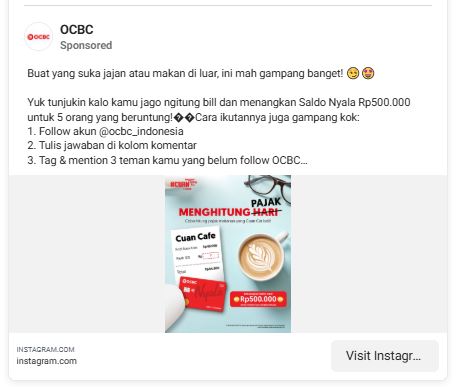 OCBC
Sponsored
Buat yang suka jajan atau makan di luar, ini mah gampang banget! 😏🤩
Yuk tunjukin kalo kamu jago ngitung bill dan menangkan Saldo Nyala Rp500.000
untuk 5 orang yang beruntung!��Cara ikutannya juga gampang kok:
1. Follow akun @ocbc_indonesia
2. Tulis jawaban di kolom komentar
3. Tag & mention 3 teman kamu yang belum follow OCBC...
#CUAN
PAJAK
MENGHITUNG HARI
Cuan Cafe
Total
OCBC
Nyala
Rp500.000
INSTAGRAM.COM
instagram.com
Visit Instagr...